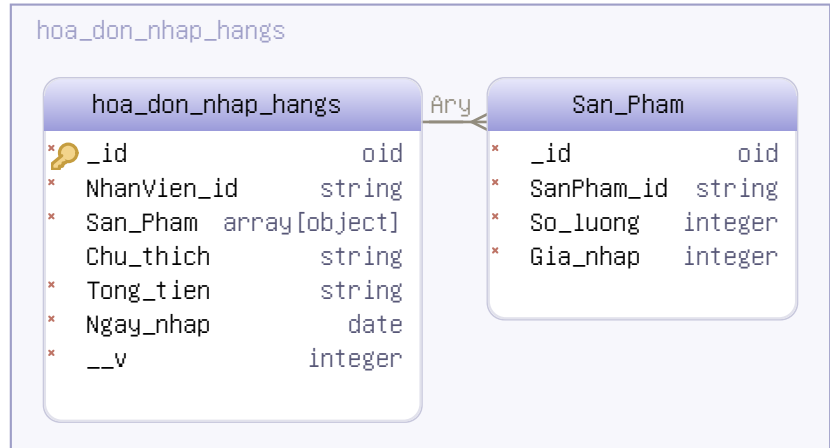 hoa_don_nhap_hangs
hoa_don_nhap_hangs
_id oid
NhanVien_id string
San_Pham array[object]
Chu_thich string
Tong_tien string
Ngay_nhap date
__v integer
Ary
San_Pham
_id oid
SanPham_id string
So_luong integer
Gia_nhap integer